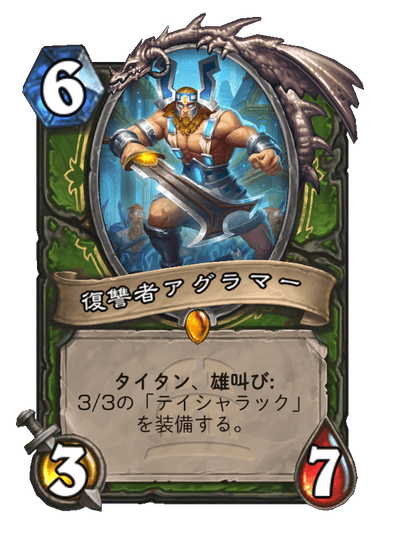 6
復讐者アグラマー
タイタン、雄叫び:
3/3の「テイシャラック」
を装備する。
3
7